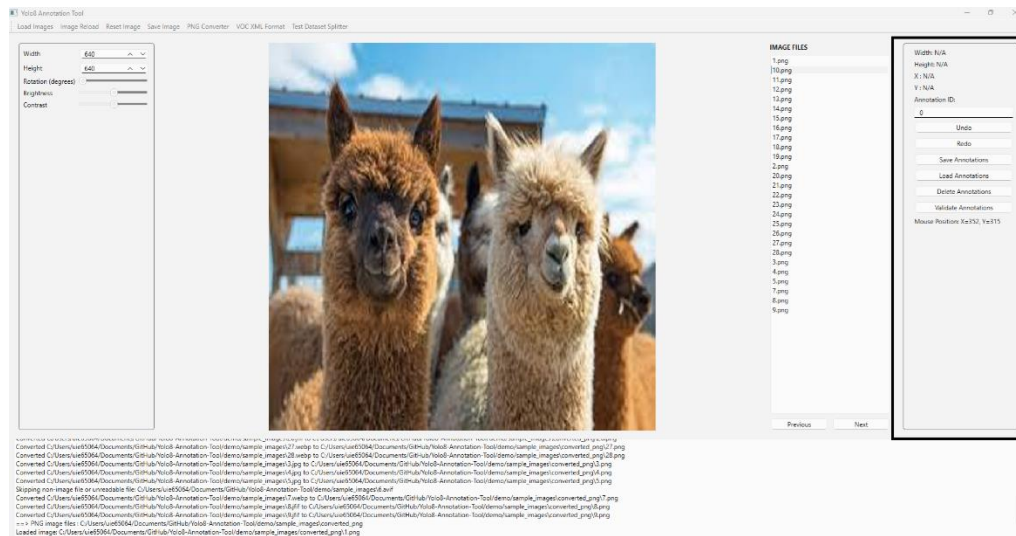 Yolo8 Annotation Tool
Load Images Image Reload Reset Image Save Image PNG Converter VOC XML Format Test Dataset Splitter
Width 640
Height 640
Rotation (degrees)
Brightness
Contrast
IMAGE FILES
1.png
10.png
11.png
12.png
13.png
14.png
15.png
16.png
17.png
18.png
19.png
2.png
20.png
21.png
22.png
23.png
24.png
25.png
26.png
27.png
28.png
3.png
4.png
5.png
7.png
8.png
9.png
Previous Next
Width: N/A
Height: N/A
X : N/A
Y : N/A
Annotation ID:
0
Undo
Redo
Save Annotations
Load Annotations
Delete Annotations
Validate Annotations
Mouse Position: X=352, Y=315
Converted C:/Users/uie65064/Documents/GitHub/Yolo8-Annotation-Tool/demo/sample_images\27.webp to C:/Users/uie65064/Documents/GitHub/Yolo8-Annotation-Tool/demo/sample_images\converted_png\27.png
Converted C:/Users/uie65064/Documents/GitHub/Yolo8-Annotation-Tool/demo/sample_images\28.webp to C:/Users/uie65064/Documents/GitHub/Yolo8-Annotation-Tool/demo/sample_images\converted_png\28.png
Converted C:/Users/uie65064/Documents/GitHub/Yolo8-Annotation-Tool/demo/sample_images\3.jpg to C:/Users/uie65064/Documents/GitHub/Yolo8-Annotation-Tool/demo/sample_images\converted_png\3.png
Converted C:/Users/uie65064/Documents/GitHub/Yolo8-Annotation-Tool/demo/sample_images\4.jpg to C:/Users/uie65064/Documents/GitHub/Yolo8-Annotation-Tool/demo/sample_images\converted_png\4.png
Converted C:/Users/uie65064/Documents/GitHub/Yolo8-Annotation-Tool/demo/sample_images\5.jpg to C:/Users/uie65064/Documents/GitHub/Yolo8-Annotation-Tool/demo/sample_images\converted_png\5.png
Skipping non-image file or unreadable file: C:/Users/uie65064/Documents/GitHub/Yolo8-Annotation-Tool/demo/sample_images\6.avif
Converted C:/Users/uie65064/Documents/GitHub/Yolo8-Annotation-Tool/demo/sample_images\7.webp to C:/Users/uie65064/Documents/GitHub/Yolo8-Annotation-Tool/demo/sample_images\converted_png\7.png
Converted C:/Users/uie65064/Documents/GitHub/Yolo8-Annotation-Tool/demo/sample_images\8.jfif to C:/Users/uie65064/Documents/GitHub/Yolo8-Annotation-Tool/demo/sample_images\converted_png\8.png
Converted C:/Users/uie65064/Documents/GitHub/Yolo8-Annotation-Tool/demo/sample_images\9.jfif to C:/Users/uie65064/Documents/GitHub/Yolo8-Annotation-Tool/demo/sample_images\converted_png\9.png
==> PNG image files : C:/Users/uie65064/Documents/GitHub/Yolo8-Annotation-Tool/demo/sample_images\converted_png
Loaded image: C:/Users/uie65064/Documents/GitHub/Yolo8-Annotation-Tool/demo/sample_images/converted_png\1.png